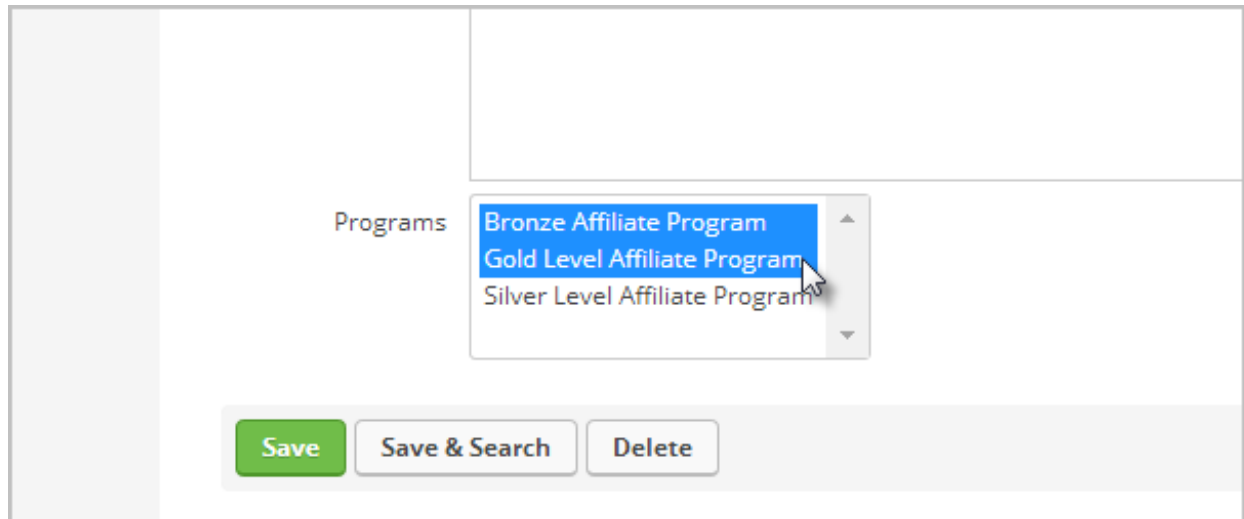 Programs
Bronze Affiliate Program
Gold Level Affiliate Program
Silver Level Affiliate Program
Save
Save & Search
Delete